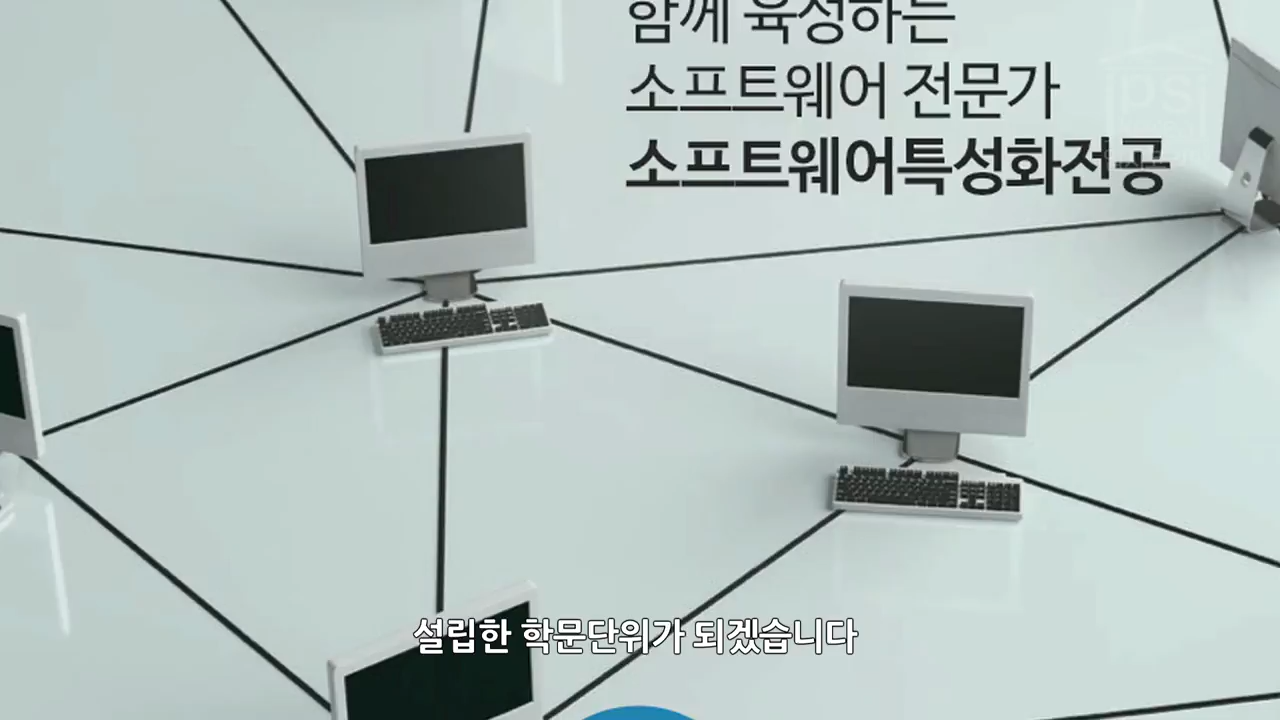 함께 육성하는
소프트웨어 전문가
소프트웨어특성화전공
ipsi
설립한 학문단위가 되겠습니다